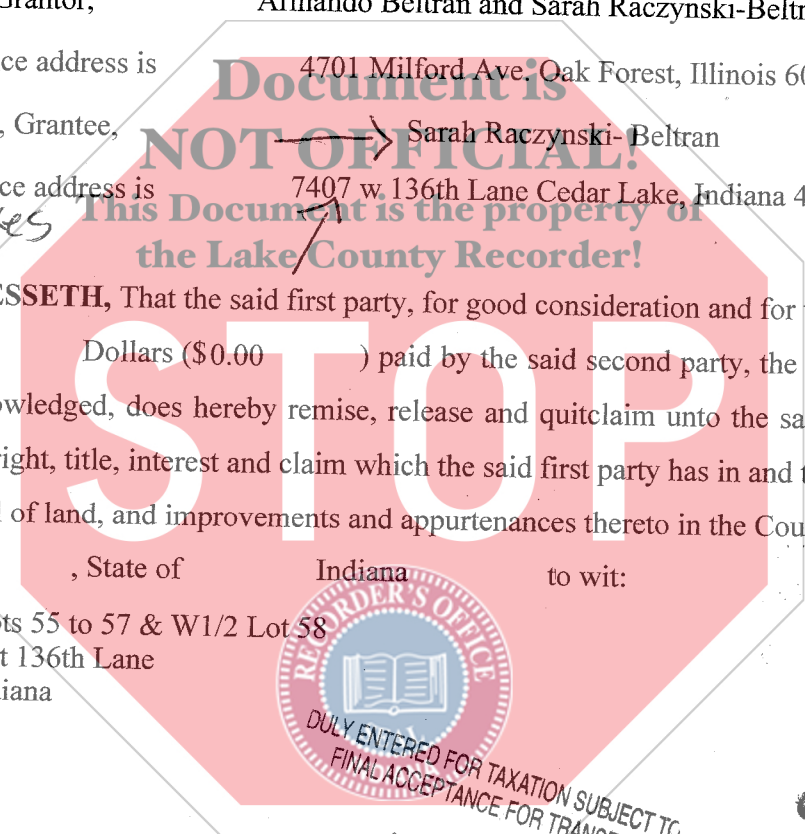 Grantor, Armando Beltran and Sarah Raczynski-Beltr
ce address is 4701 Milford Ave. Oak Forest, Illinois 60
Document is
, Grantee, Sarah Raczynski- Beltran
NOT OFFICIAL!
ce address is 7407 w 136th Lane Cedar Lake, Indiana 4
This Document is the property of
the Lake County Recorder!
ESSETH, That the said first party, for good consideration and for
Dollars ($0.00 ) paid by the said second party, the
owledged, does hereby remise, release and quitclaim unto the sa
STOP
ight, title, interest and claim which the said first party has in and t
of land, and improvements and appurtenances thereto in the Cou
, State of Indiana to wit:
ts 55 to 57 & W1/2 Lot 58
t 136th Lane
iana
RECORDER'S OFFICE
DULY ENTERED FOR TAXATION SUBJECT TO
FINAL ACCEPTANCE FOR TRANSF